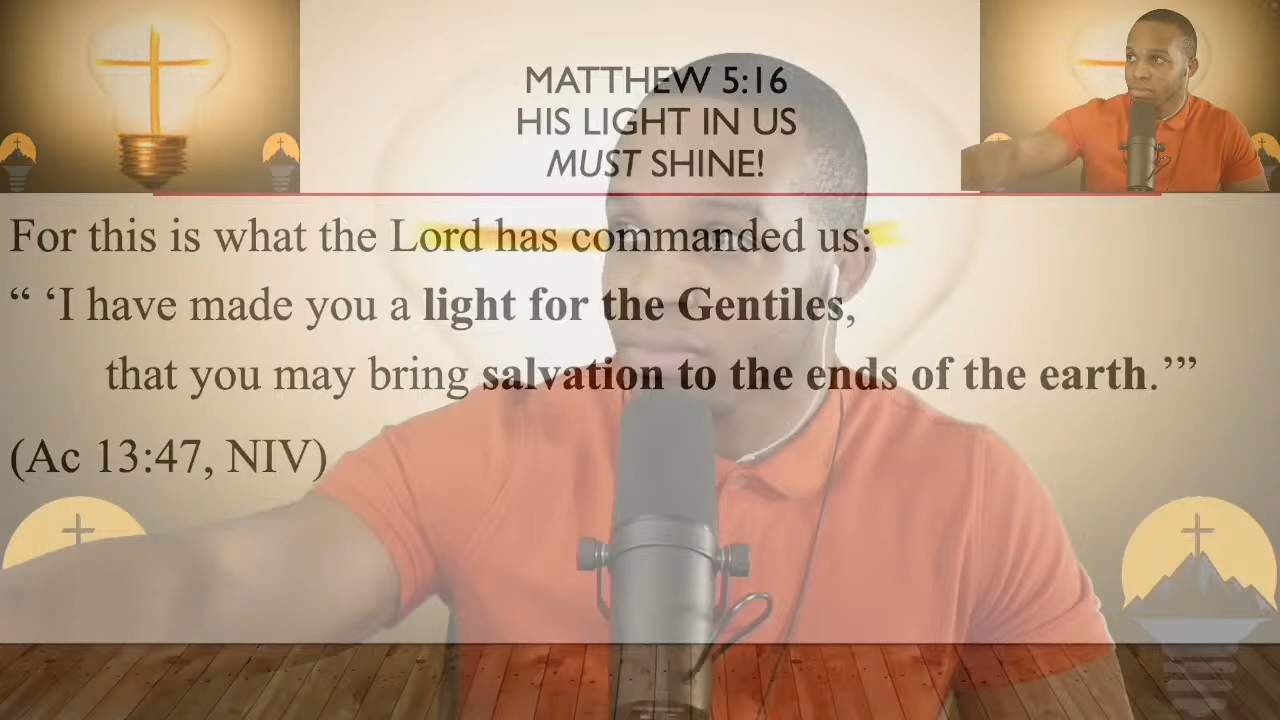 MATTHEW 5:16
HIS LIGHT IN US
MUST SHINE!
For this is what the Lord has commanded us:
“ ‘I have made you a light for the Gentiles,
that you may bring salvation to the ends of the earth.’”
(Ac 13:47, NIV)